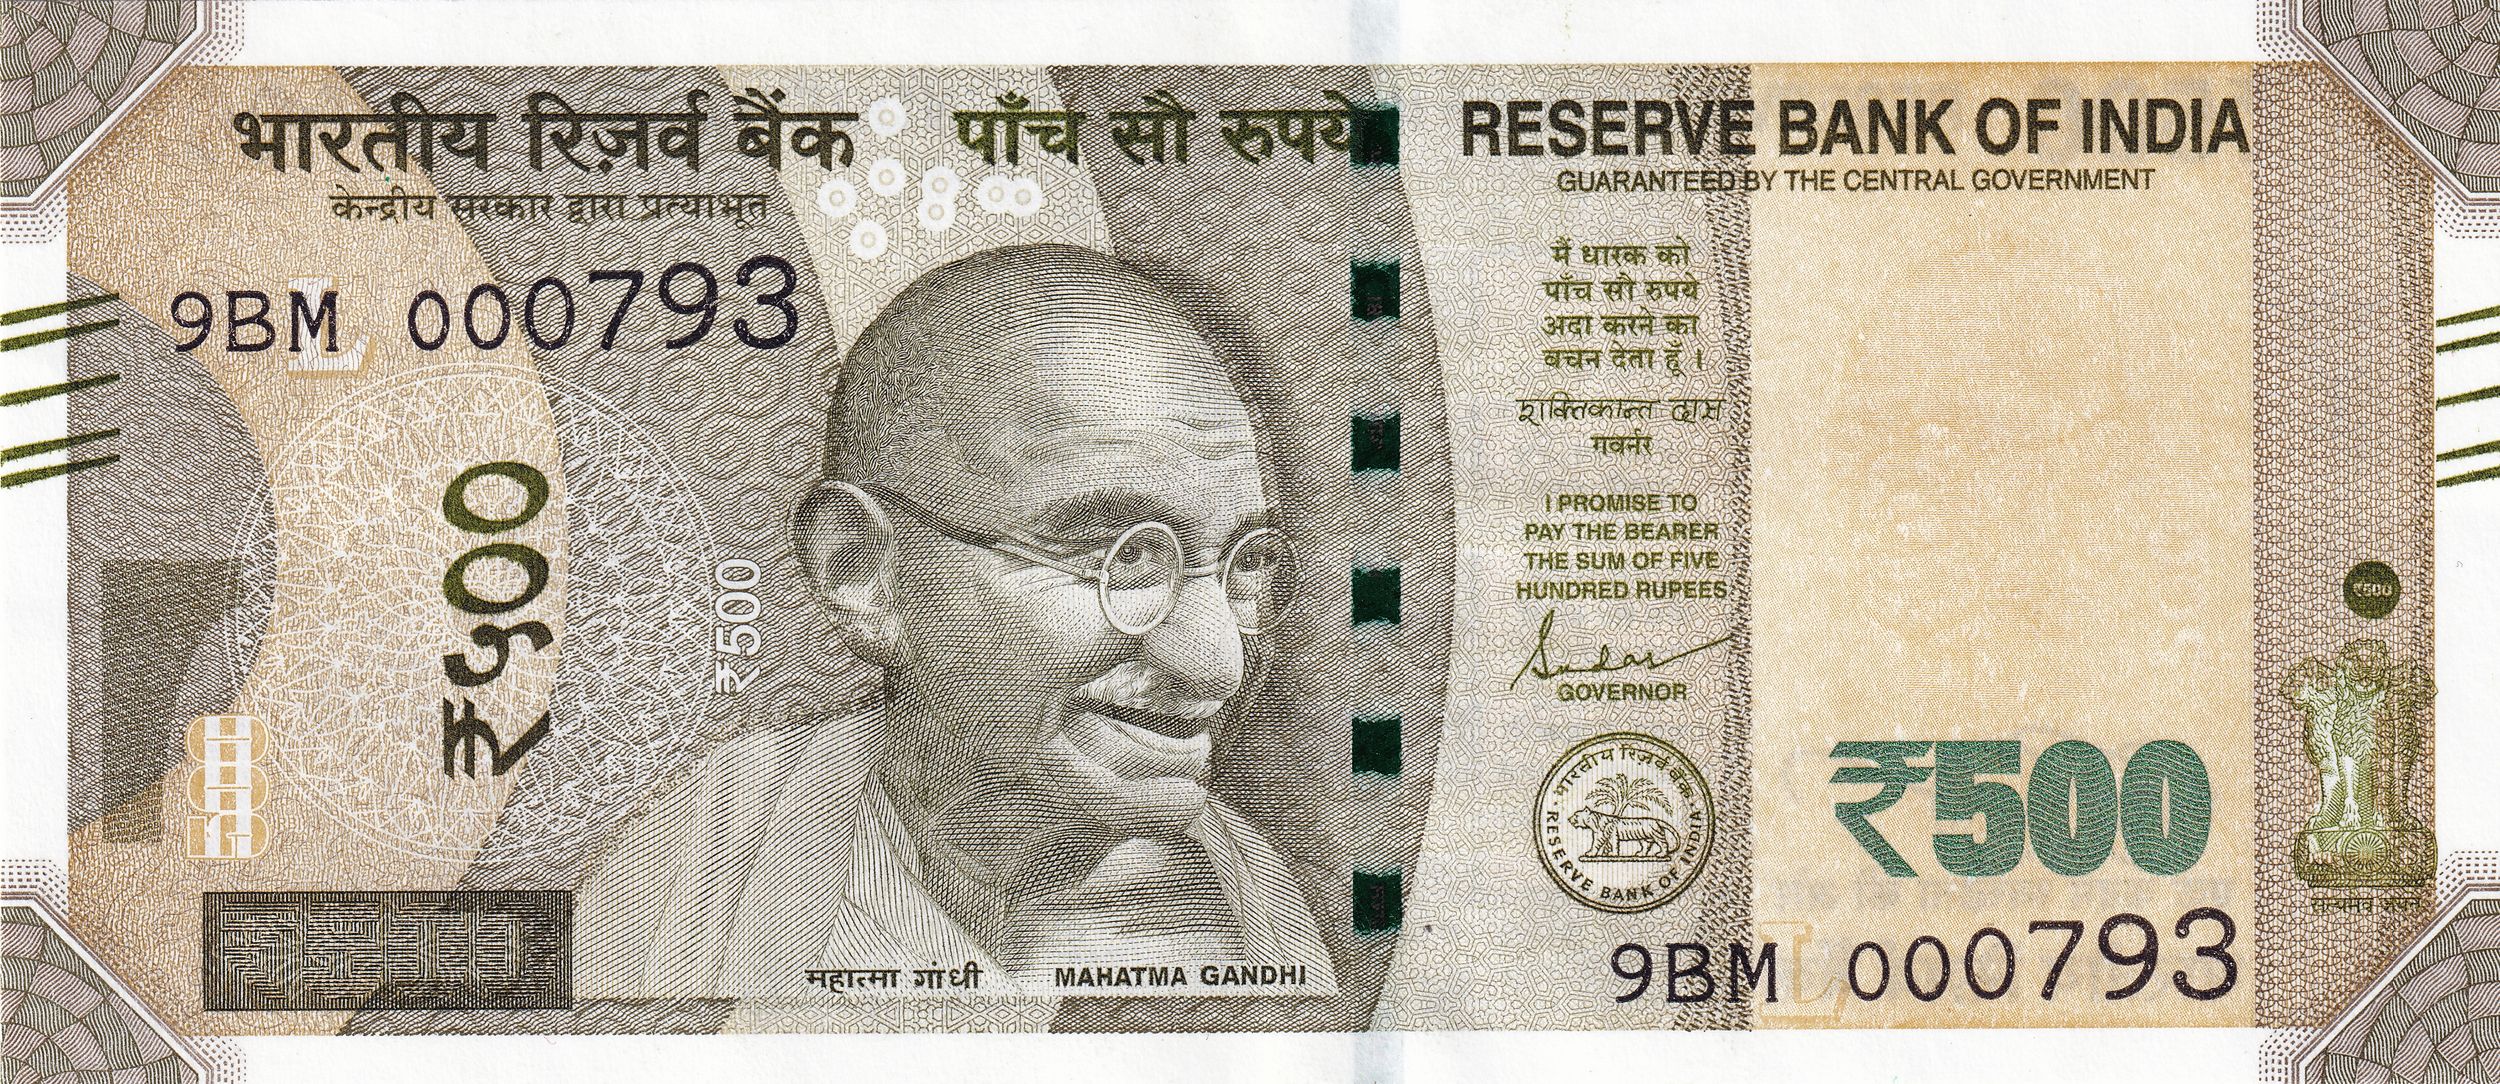 भारतीय रिज़र्व बैंक
केन्द्रीय सरकार द्वारा प्रत्याभूत
पाँच सौ रुपये
RESERVE BANK OF INDIA
GUARANTEED BY THE CENTRAL GOVERNMENT
9BM 000793
L
मैं धारक को
पाँच सौ रुपये
अदा करने का
वचन देता हूँ ।
शक्तिकान्त दास
गवर्नर
I PROMISE TO
PAY THE BEARER
THE SUM OF FIVE
HUNDRED RUPEES
GOVERNOR
₹५००
₹500
₹500
भारतीय रिज़र्व बैंक
RESERVE BANK OF INDIA
₹500
सत्यमेव जयते
महात्मा गांधी
MAHATMA GANDHI
9BM 000793
L